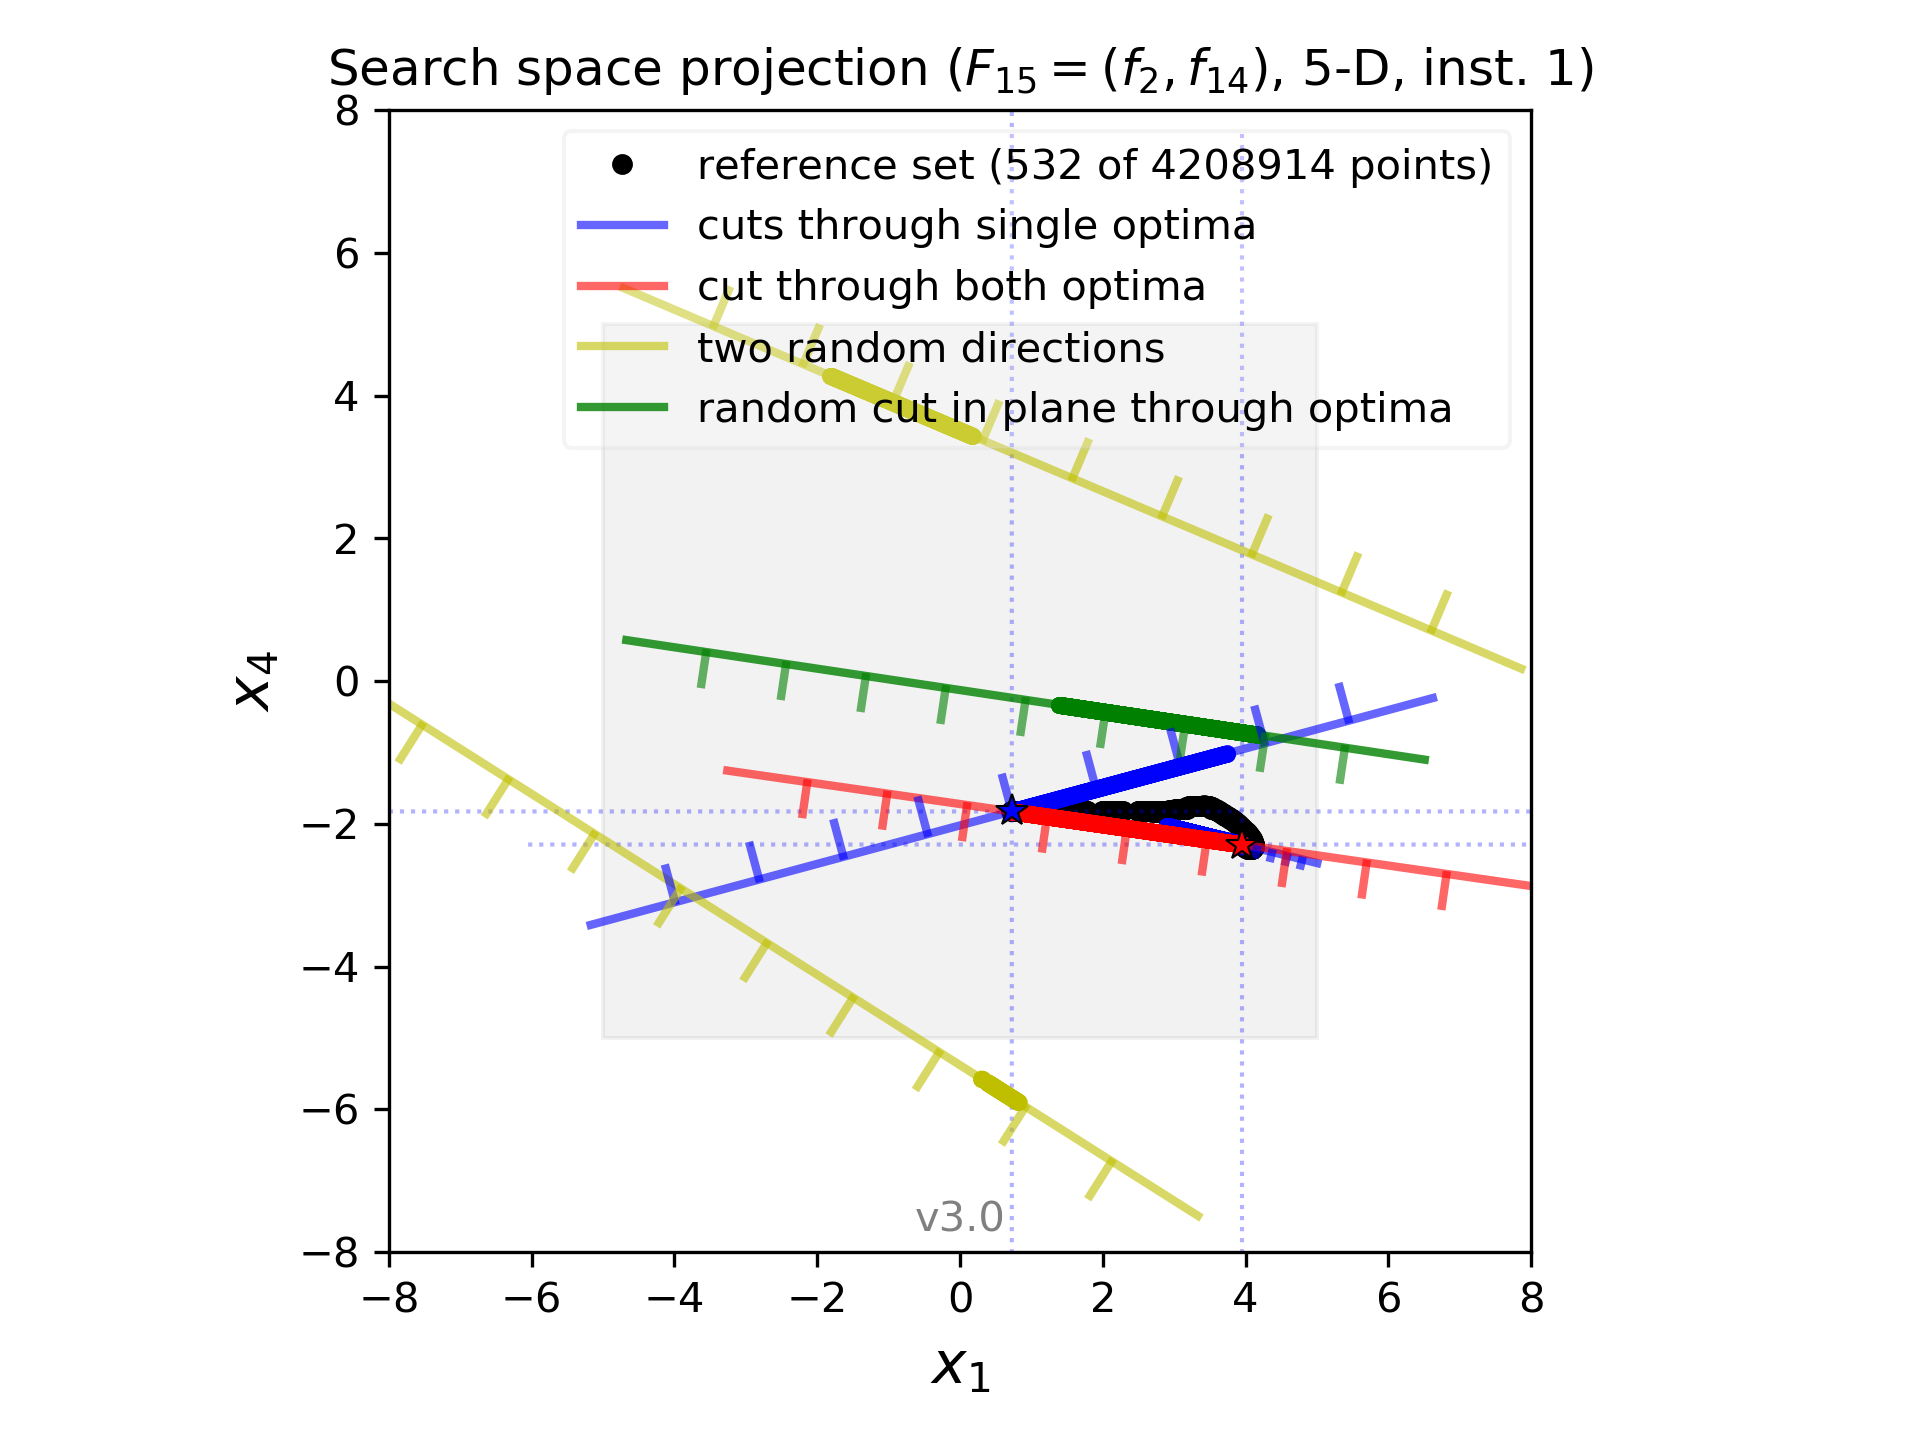 Search space projection (F₁₅ = (f₂, f₁₄), 5-D, inst. 1)
reference set (532 of 4208914 points)
cuts through single optima
cut through both optima
two random directions
random cut in plane through optima
8
6
4
2
0
−2
−4
−6
−8
x₄
v3.0
−8 −6 −4 −2 0 2 4 6 8
x₁